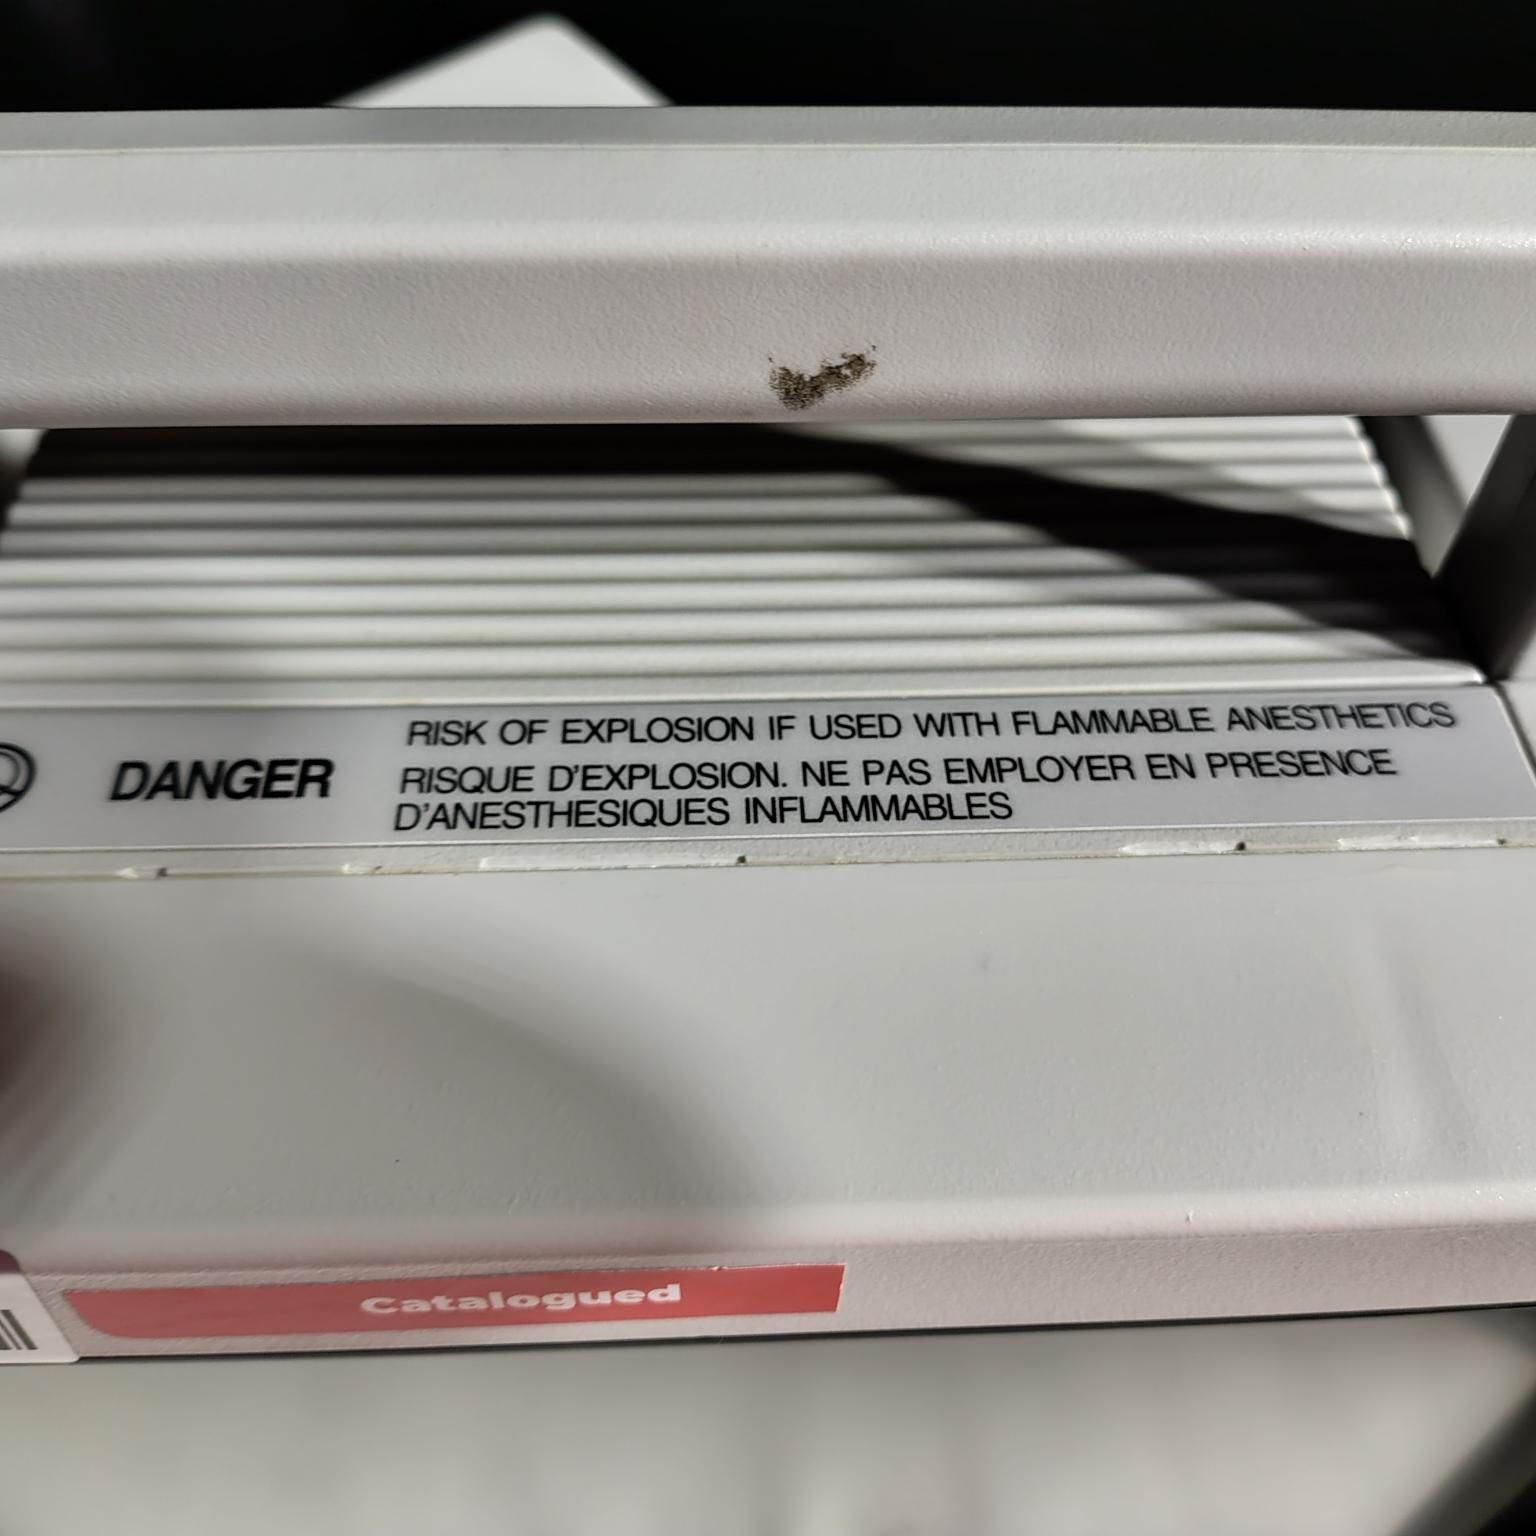 DANGER
RISK OF EXPLOSION IF USED WITH FLAMMABLE ANESTHETICS
RISQUE D'EXPLOSION. NE PAS EMPLOYER EN PRESENCE
D'ANESTHESIQUES INFLAMMABLES
Catalogued